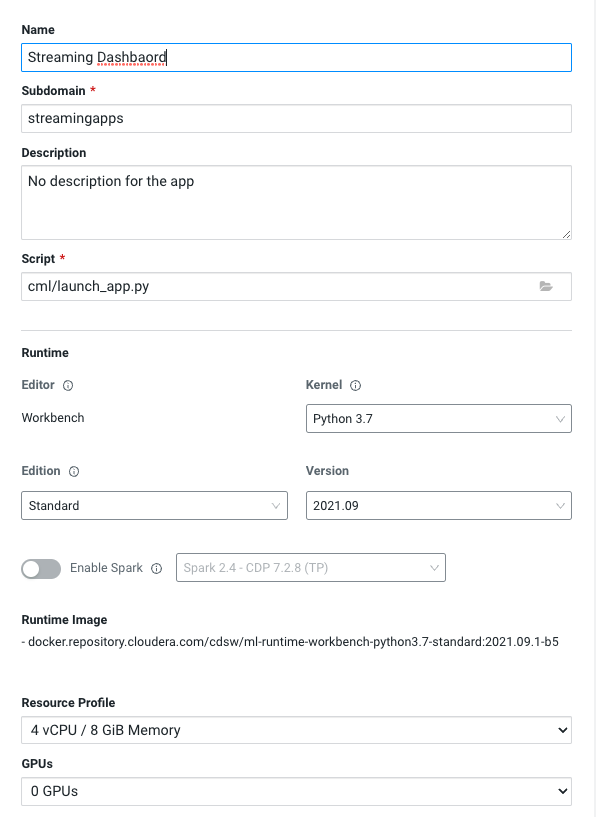 Name
Streaming Dashbaord
Subdomain *
streamingapps
Description
No description for the app
Script *
cml/launch_app.py
Runtime
Editor
Kernel
Workbench
Python 3.7
Edition
Version
Standard
2021.09
Enable Spark
Spark 2.4 - CDP 7.2.8 (TP)
Runtime Image
- docker.repository.cloudera.com/cdsw/ml-runtime-workbench-python3.7-standard:2021.09.1-b5
Resource Profile
4 vCPU / 8 GiB Memory
GPUs
0 GPUs